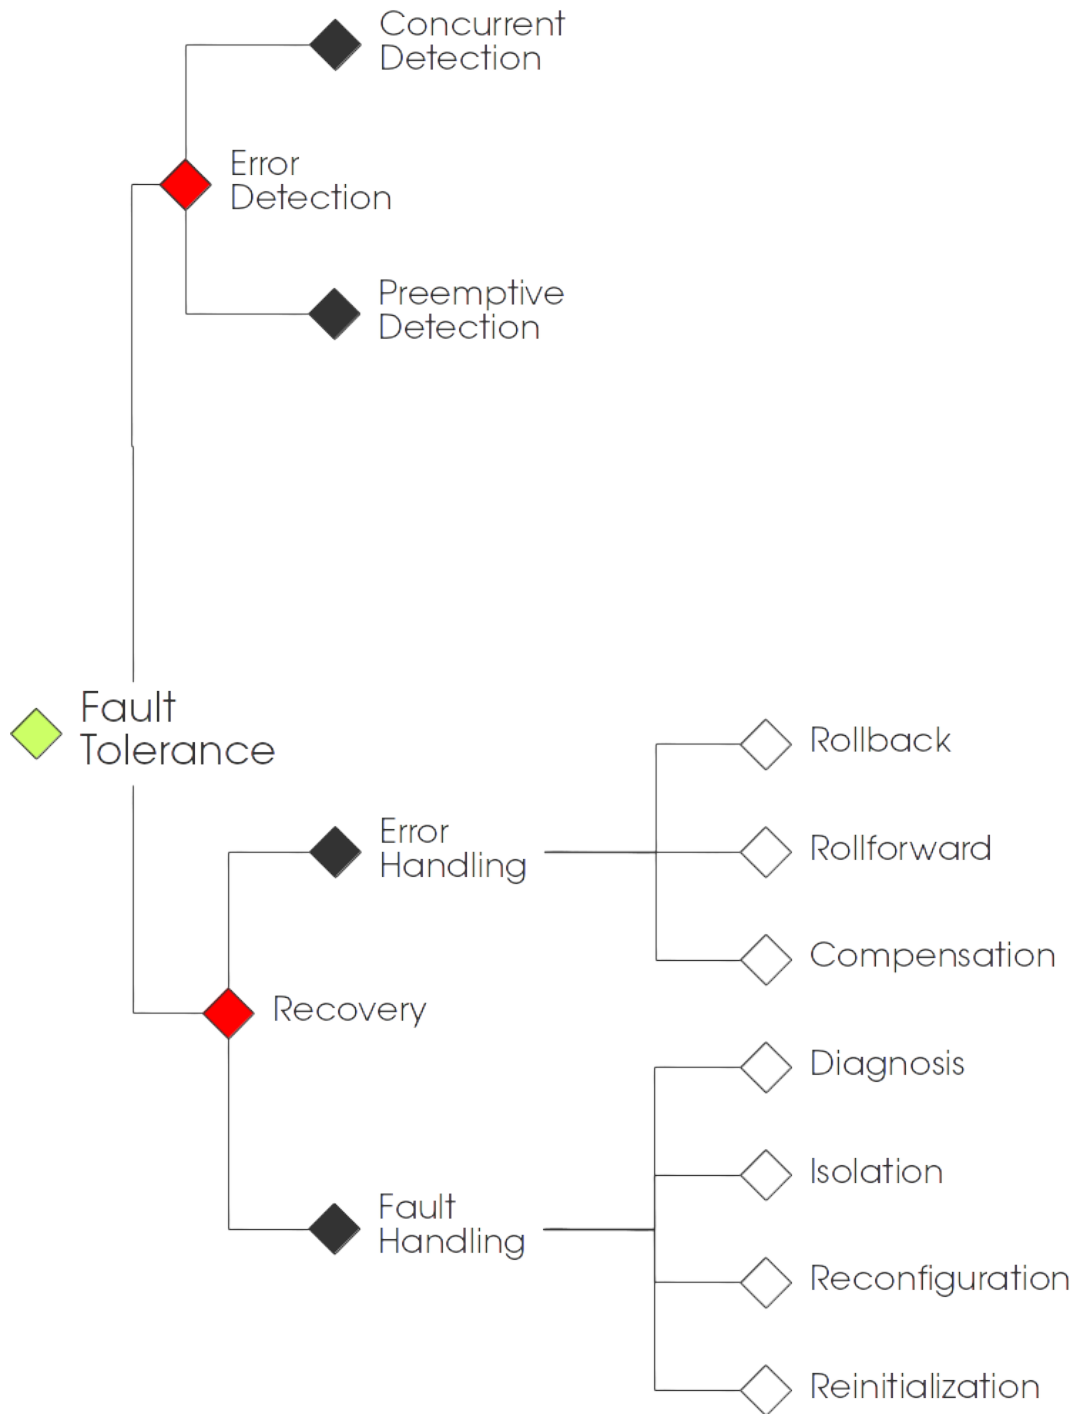 Concurrent
Detection
Error
Detection
Preemptive
Detection
Fault
Tolerance
Rollback
Error
Handling
Rollforward
Compensation
Recovery
Diagnosis
Isolation
Fault
Handling
Reconfiguration
Reinitialization